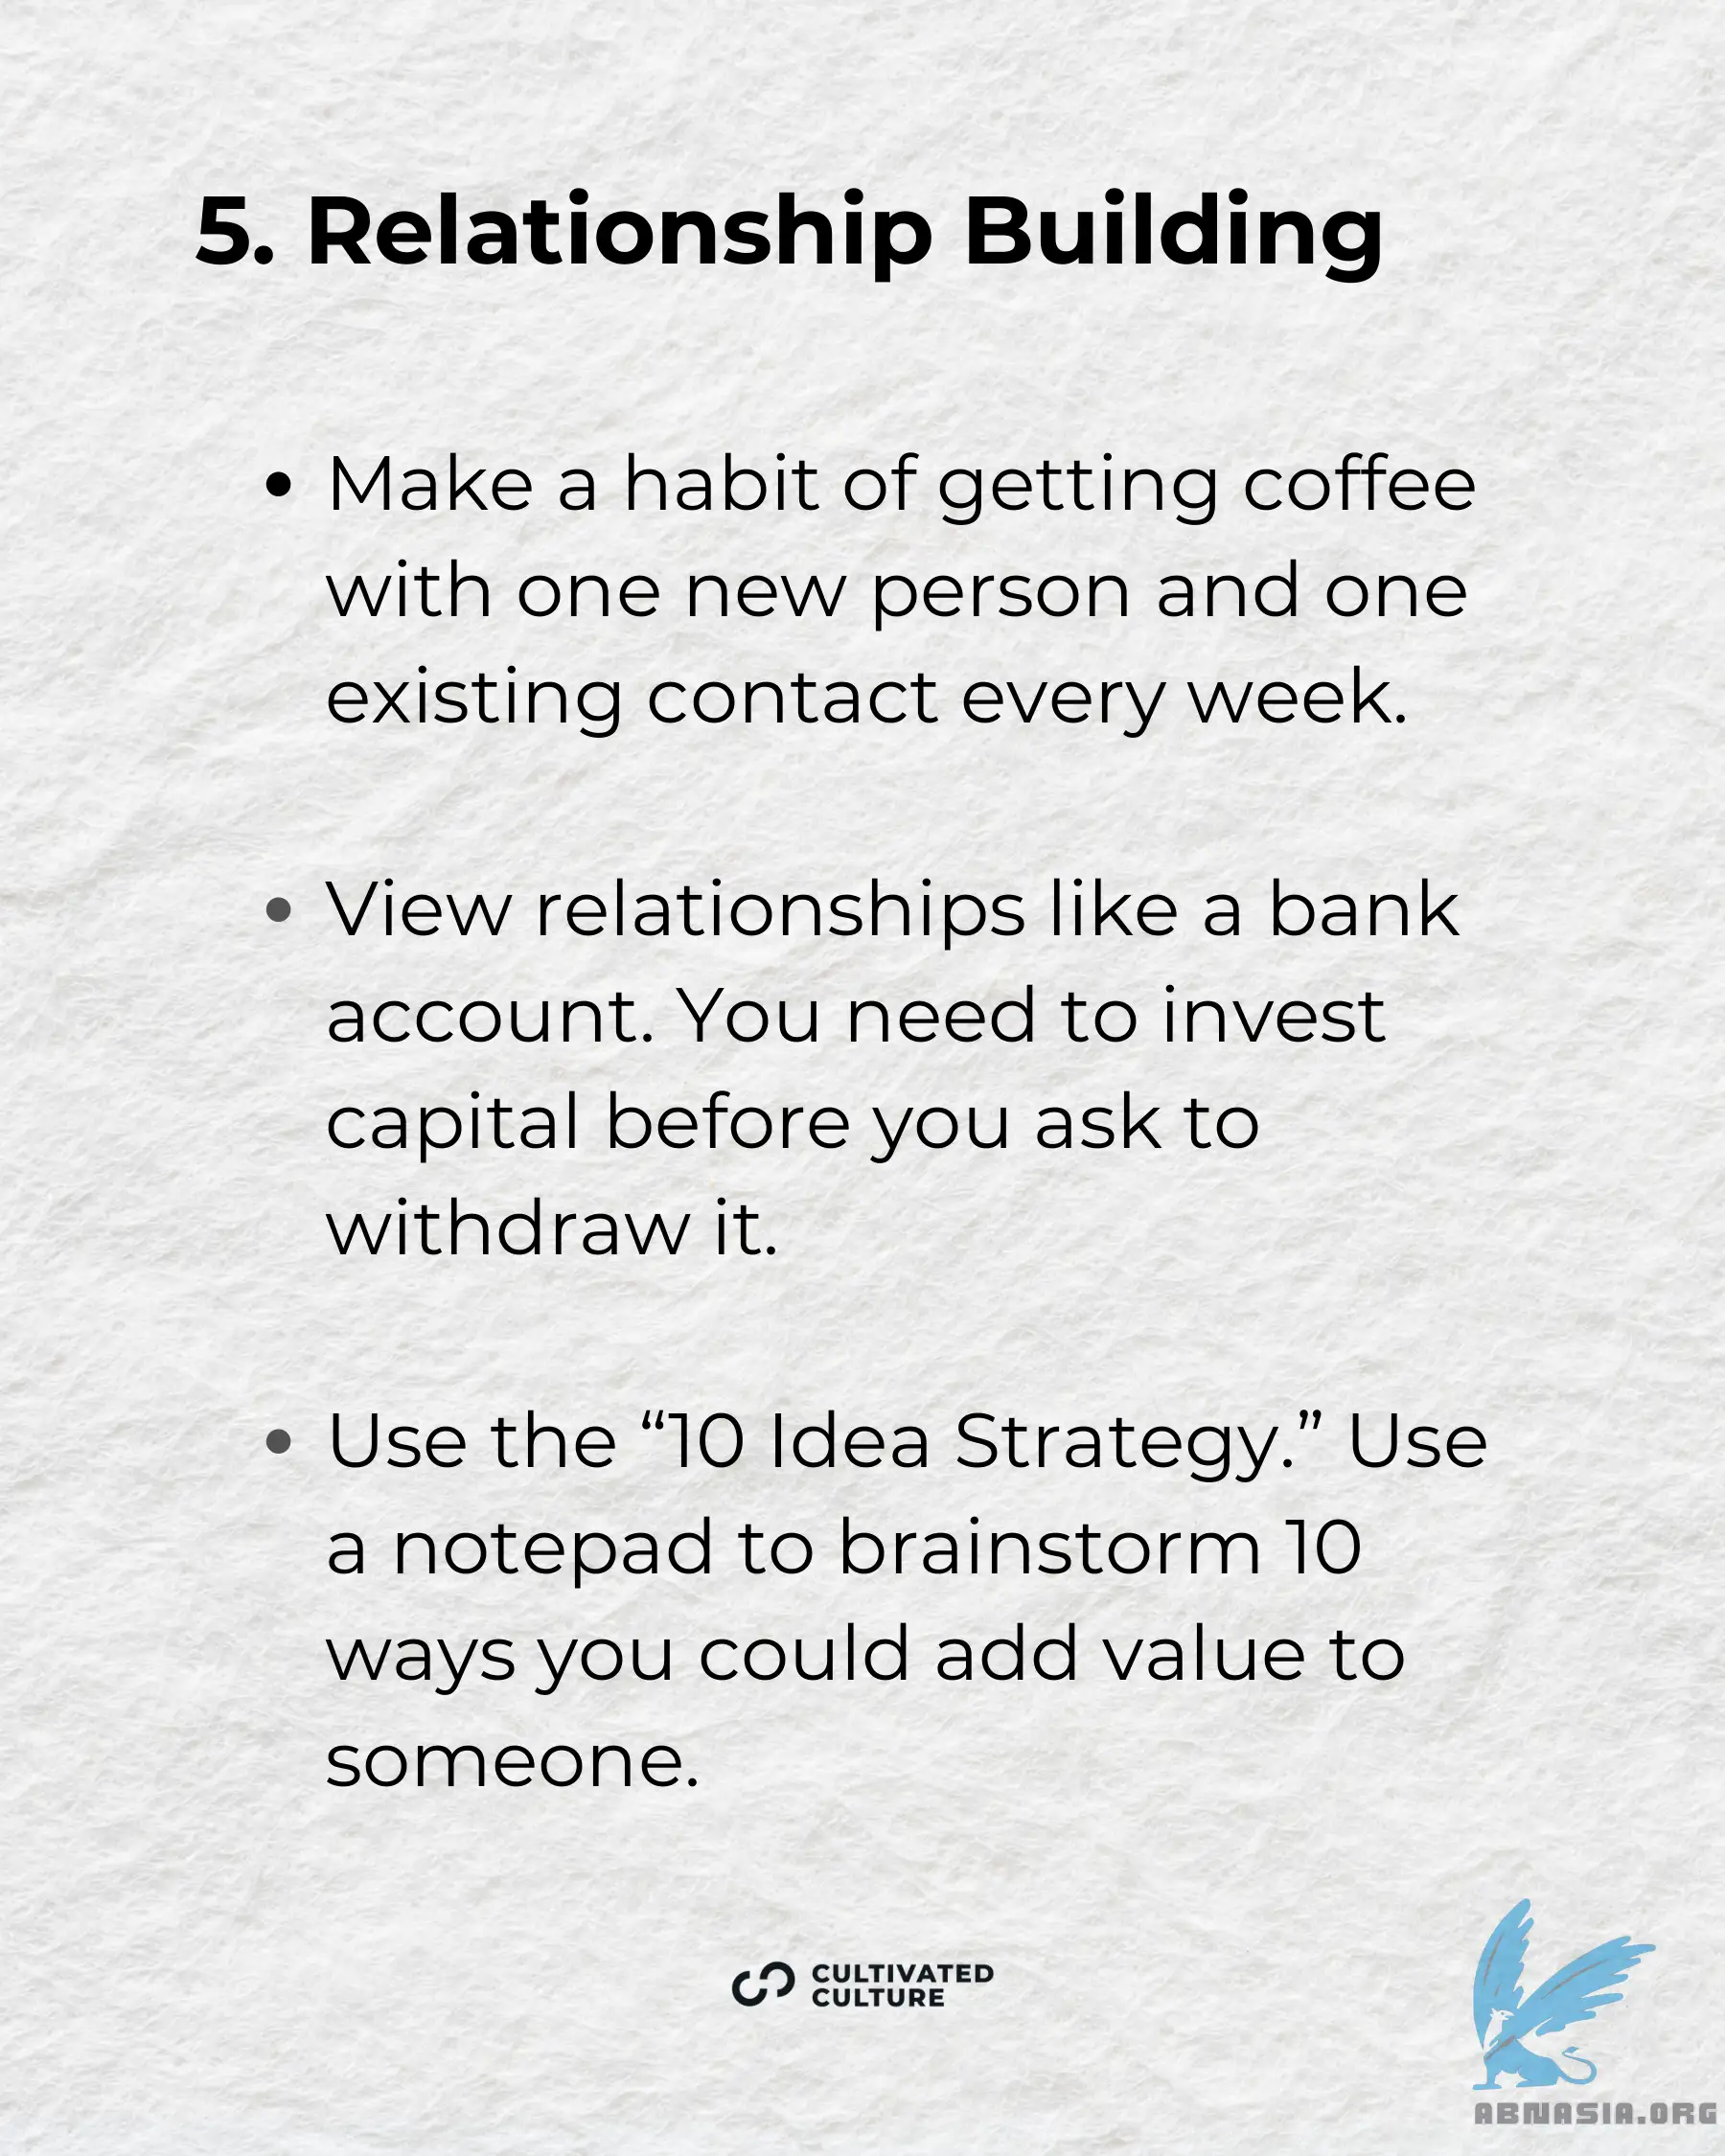 5. Relationship Building
• Make a habit of getting coffee
with one new person and one
existing contact every week.
• View relationships like a bank
account. You need to invest
capital before you ask to
withdraw it.
• Use the “10 Idea Strategy.” Use
a notepad to brainstorm 10
ways you could add value to
someone.
CULTIVATED
CULTURE
ABNASIA.ORG